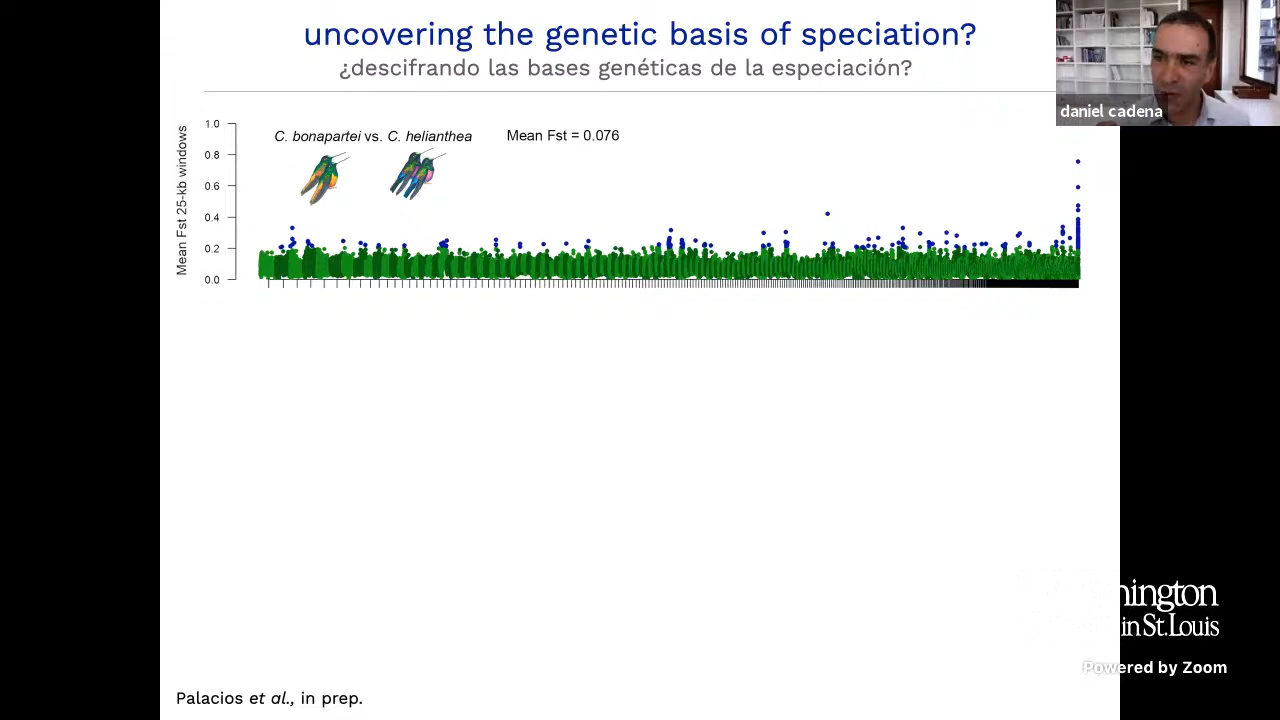 uncovering the genetic basis of speciation?
¿descifrando las bases genéticas de la especiación?
daniel cadena
Mean Fst 25-kb windows
1.0
0.8
0.6
0.4
0.2
0.0
C. bonapartei vs. C. helianthea
Mean Fst = 0.076
in St. Louis
Powered by Zoom
Palacios et al., in prep.